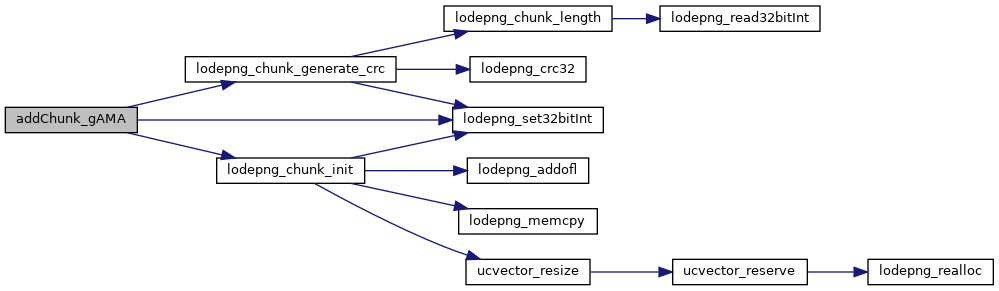 lodepng_chunk_length
lodepng_read32bitInt
lodepng_chunk_generate_crc
lodepng_crc32
addChunk_gAMA
lodepng_set32bitInt
lodepng_chunk_init
lodepng_addofl
lodepng_memcpy
ucvector_resize
ucvector_reserve
lodepng_realloc